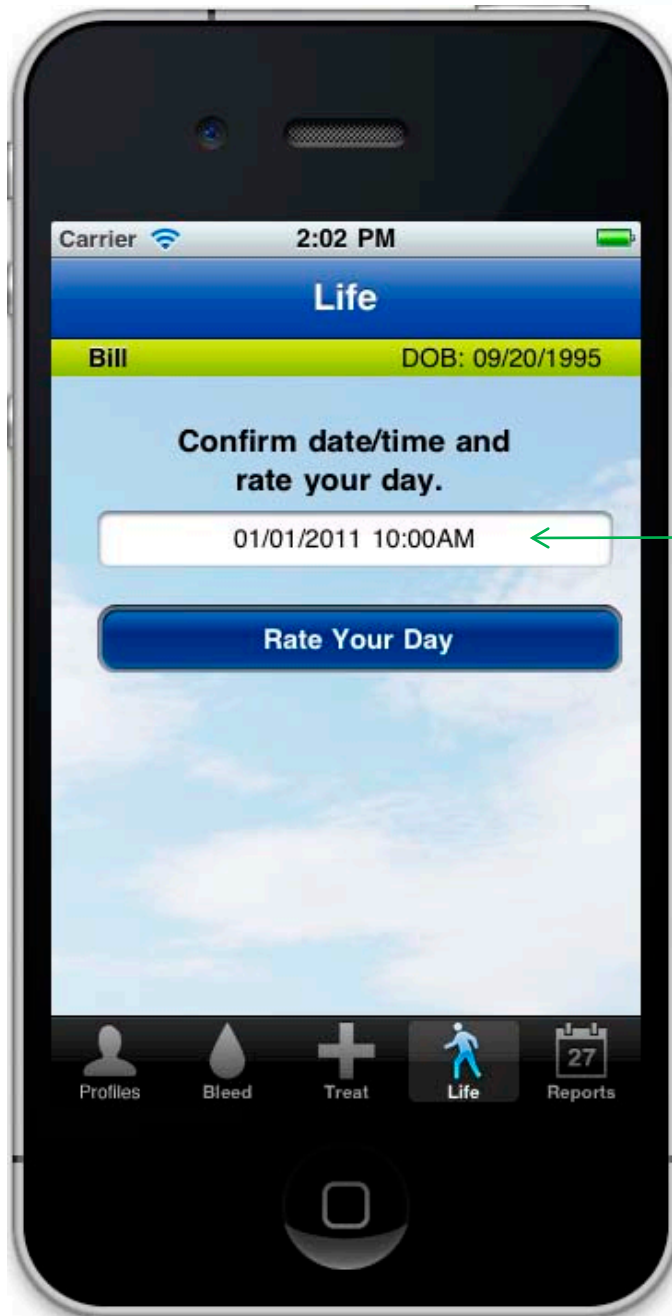 Carrier 2:02 PM
Life
Bill DOB: 09/20/1995
Confirm date/time and
rate your day.
01/01/2011 10:00AM
Rate Your Day
27
Profiles Bleed Treat Life Reports